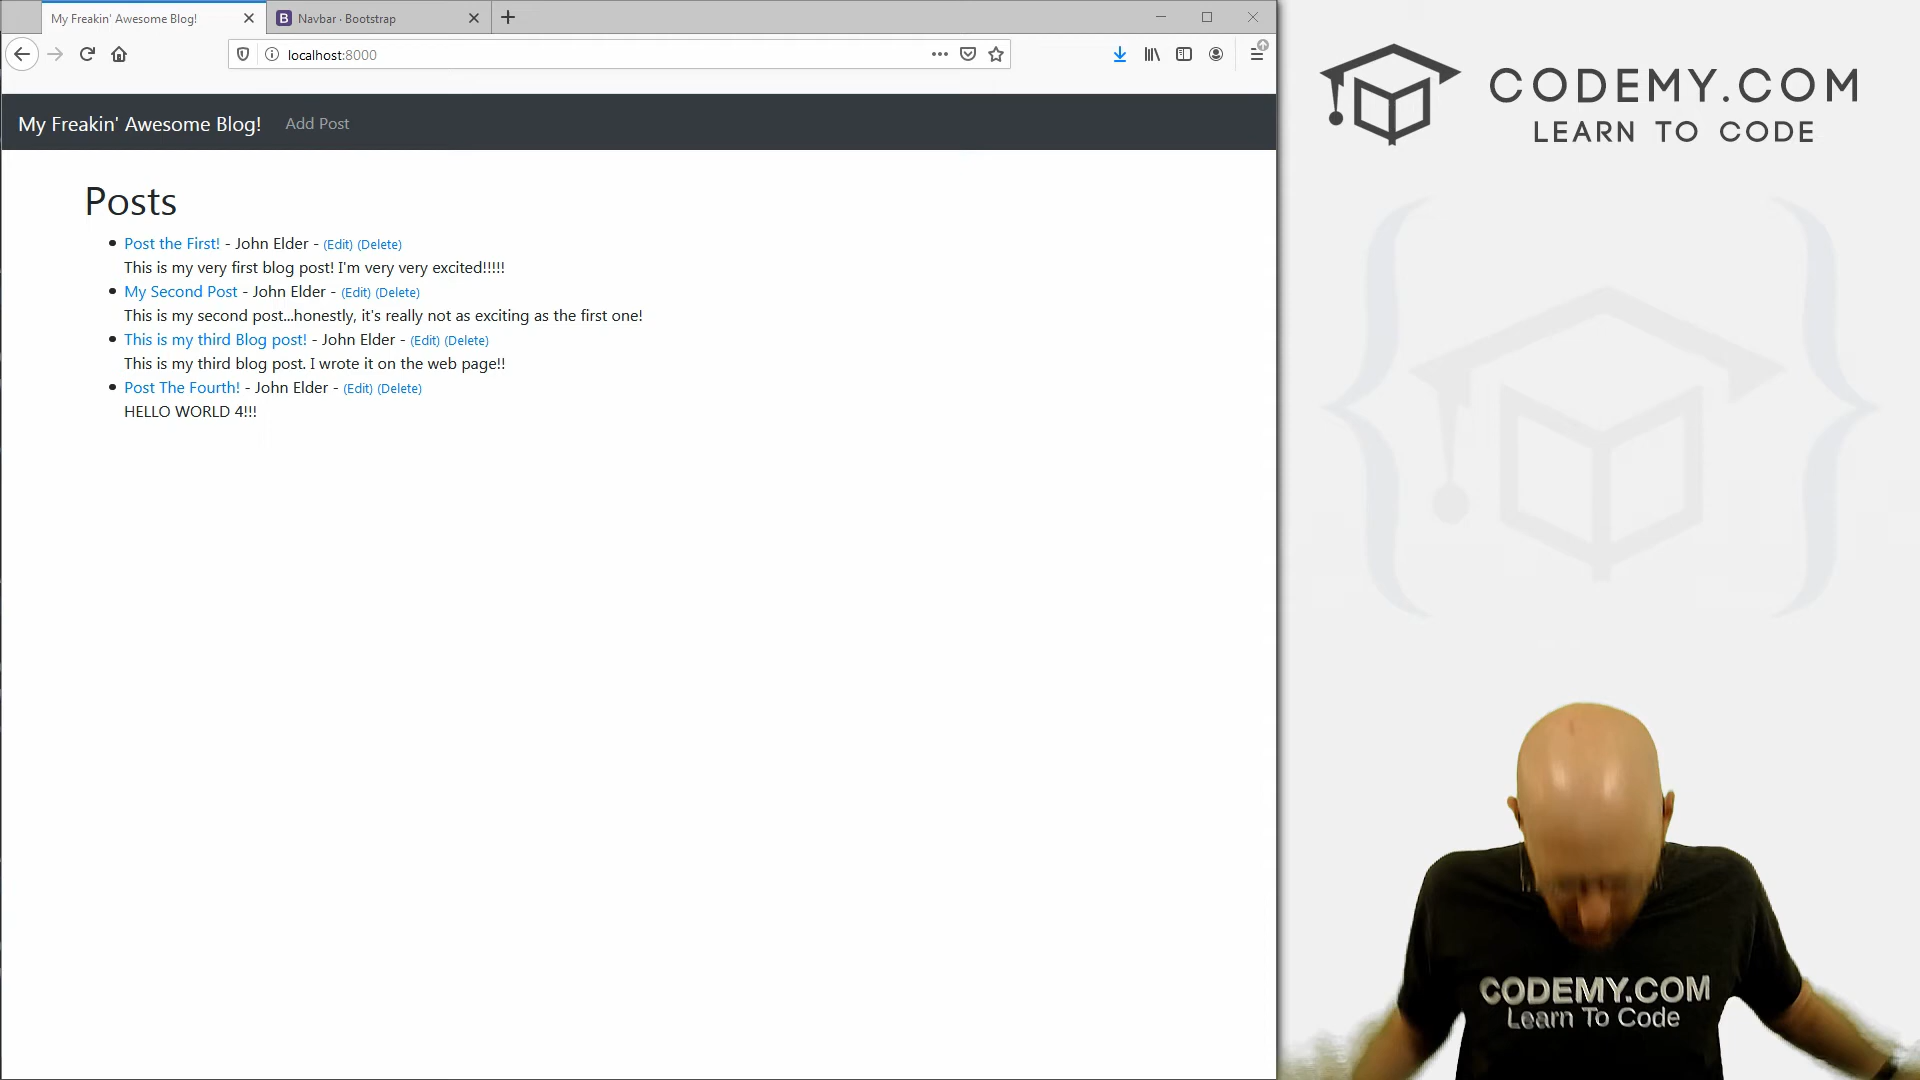 My Freakin' Awesome Blog!
Navbar · Bootstrap
localhost:8000
My Freakin' Awesome Blog! Add Post
Posts
Post the First! - John Elder - (Edit) (Delete)
This is my very first blog post! I'm very very excited!!!!!
My Second Post - John Elder - (Edit) (Delete)
This is my second post...honestly, it's really not as exciting as the first one!
This is my third Blog post! - John Elder - (Edit) (Delete)
This is my third blog post. I wrote it on the web page!!
Post The Fourth! - John Elder - (Edit) (Delete)
HELLO WORLD 4!!!
CODEMY.COM
LEARN TO CODE
CODEMY.COM
Learn To Code